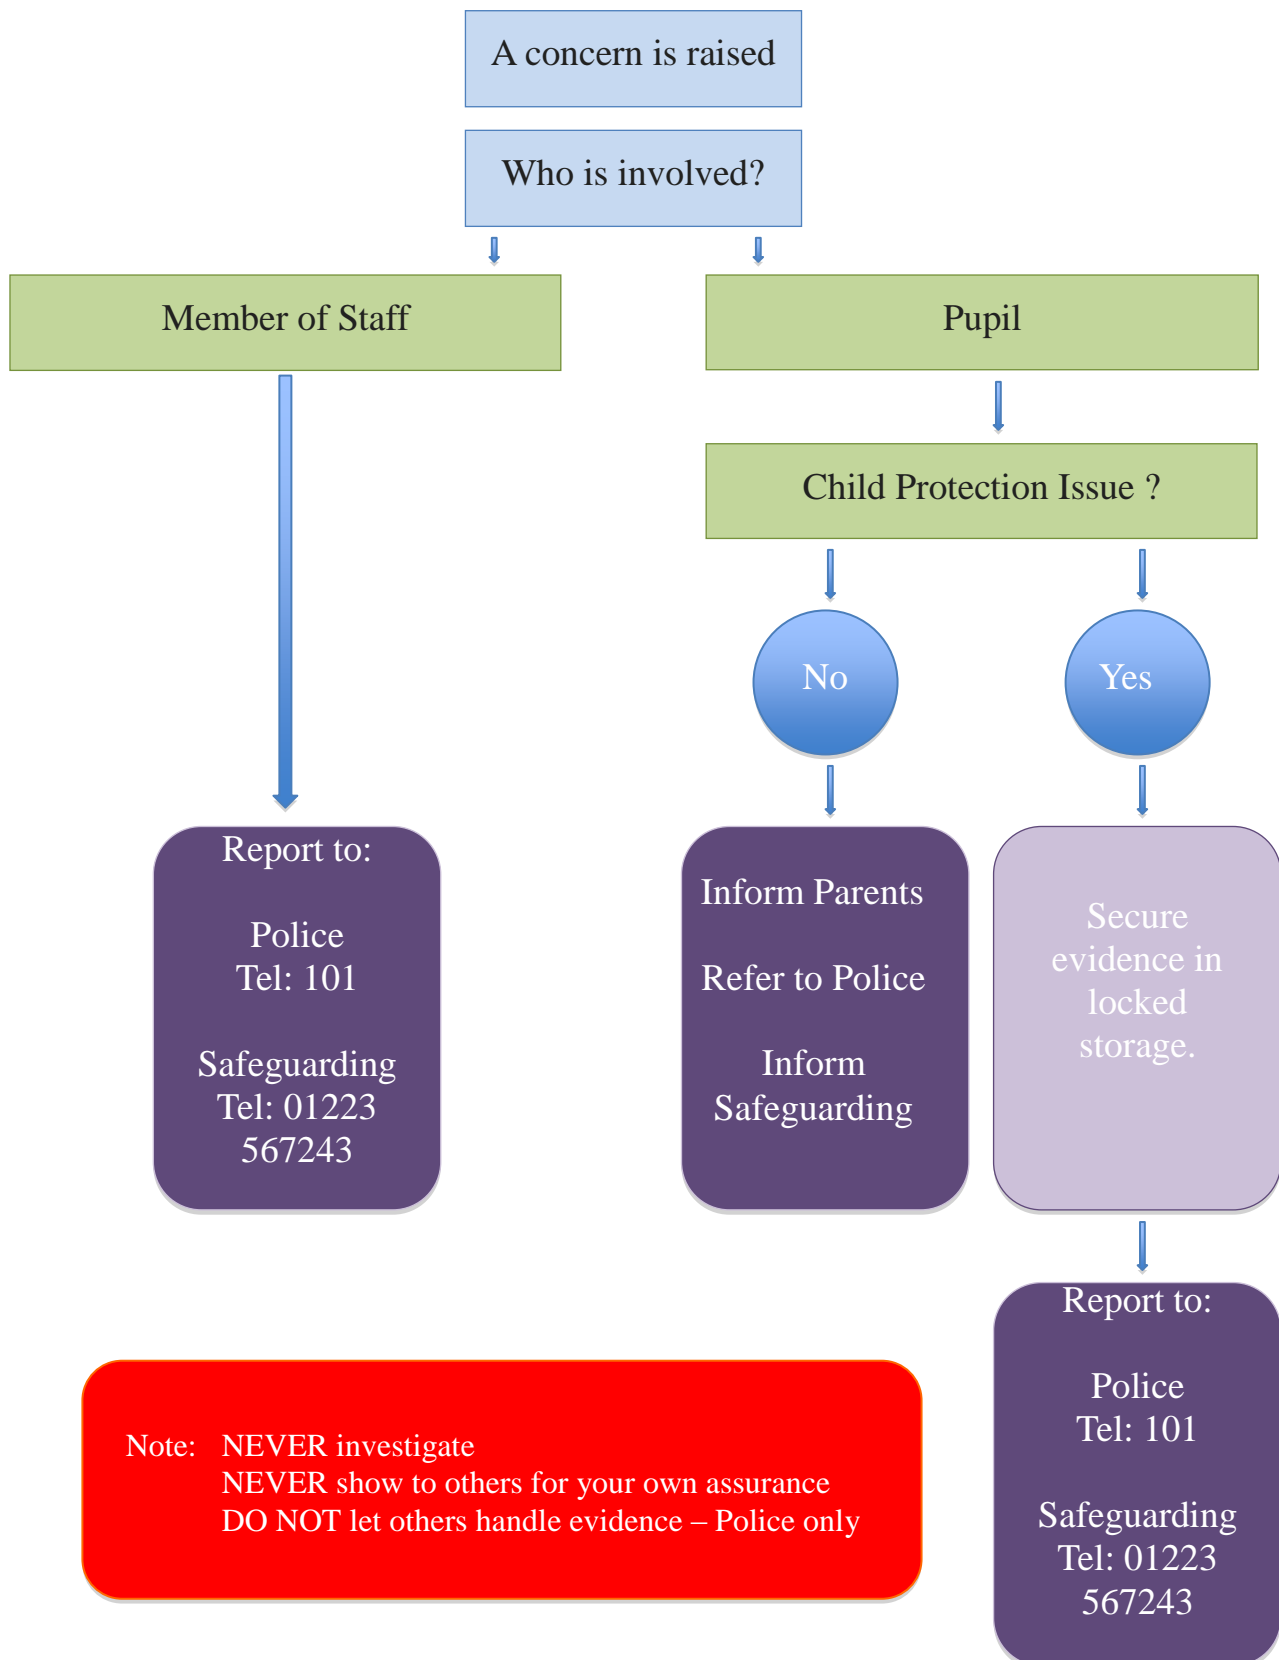 A concern is raised
Who is involved?
Member of Staff
Pupil
Child Protection Issue ?
No
Yes
Report to:
Police
Tel: 101
Safeguarding
Tel: 01223
567243
Inform Parents
Refer to Police
Inform
Safeguarding
Secure
evidence in
locked
storage.
Report to:
Police
Tel: 101
Safeguarding
Tel: 01223
567243
Note: NEVER investigate
NEVER show to others for your own assurance
DO NOT let others handle evidence – Police only